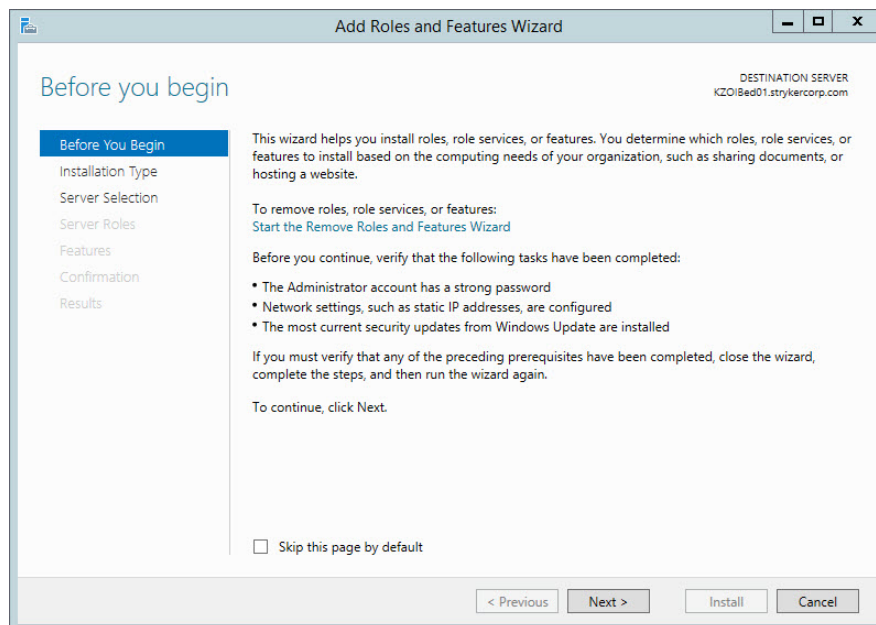 Add Roles and Features Wizard
Before you begin
DESTINATION SERVER
KZOIBed01.strykercorp.com
Before You Begin
Installation Type
Server Selection
Server Roles
Features
Confirmation
Results
This wizard helps you install roles, role services, or features. You determine which roles, role services, or
features to install based on the computing needs of your organization, such as sharing documents, or
hosting a website.
To remove roles, role services, or features:
Start the Remove Roles and Features Wizard
Before you continue, verify that the following tasks have been completed:
• The Administrator account has a strong password
• Network settings, such as static IP addresses, are configured
• The most current security updates from Windows Update are installed
If you must verify that any of the preceding prerequisites have been completed, close the wizard,
complete the steps, and then run the wizard again.
To continue, click Next.
Skip this page by default
< Previous
Next >
Install
Cancel